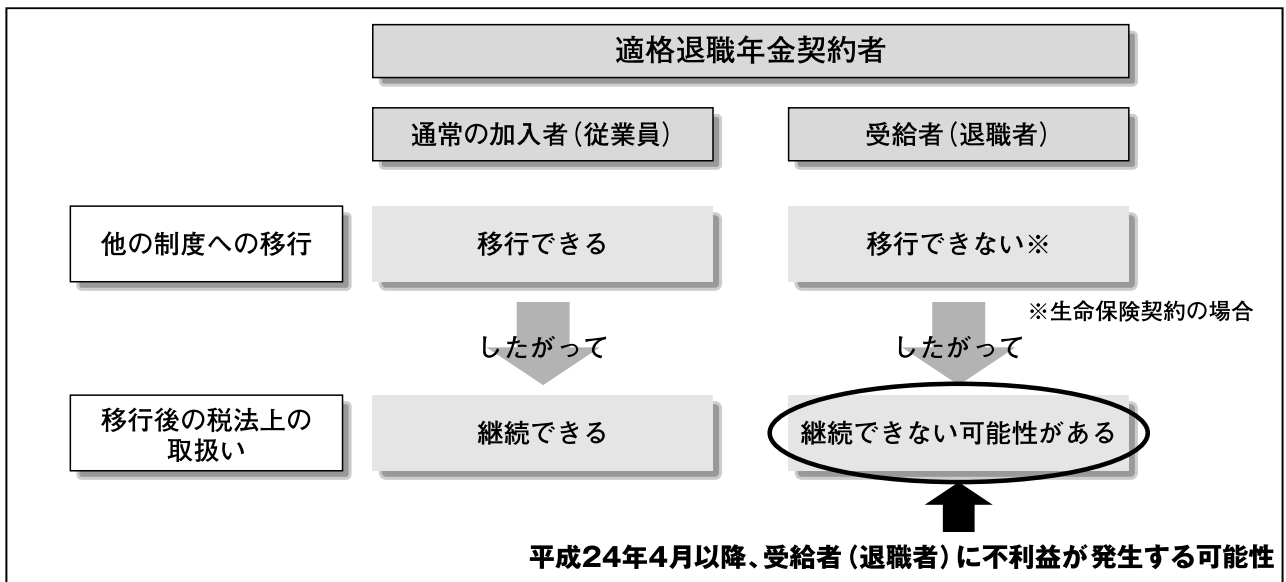 適格退職年金契約者
通常の加入者(従業員)
受給者(退職者)
他の制度への移行
移行できる
移行できない※
※生命保険契約の場合
したがって
したがって
移行後の税法上の
取扱い
継続できる
継続できない可能性がある
平成24年4月以降、受給者(退職者)に不利益が発生する可能性